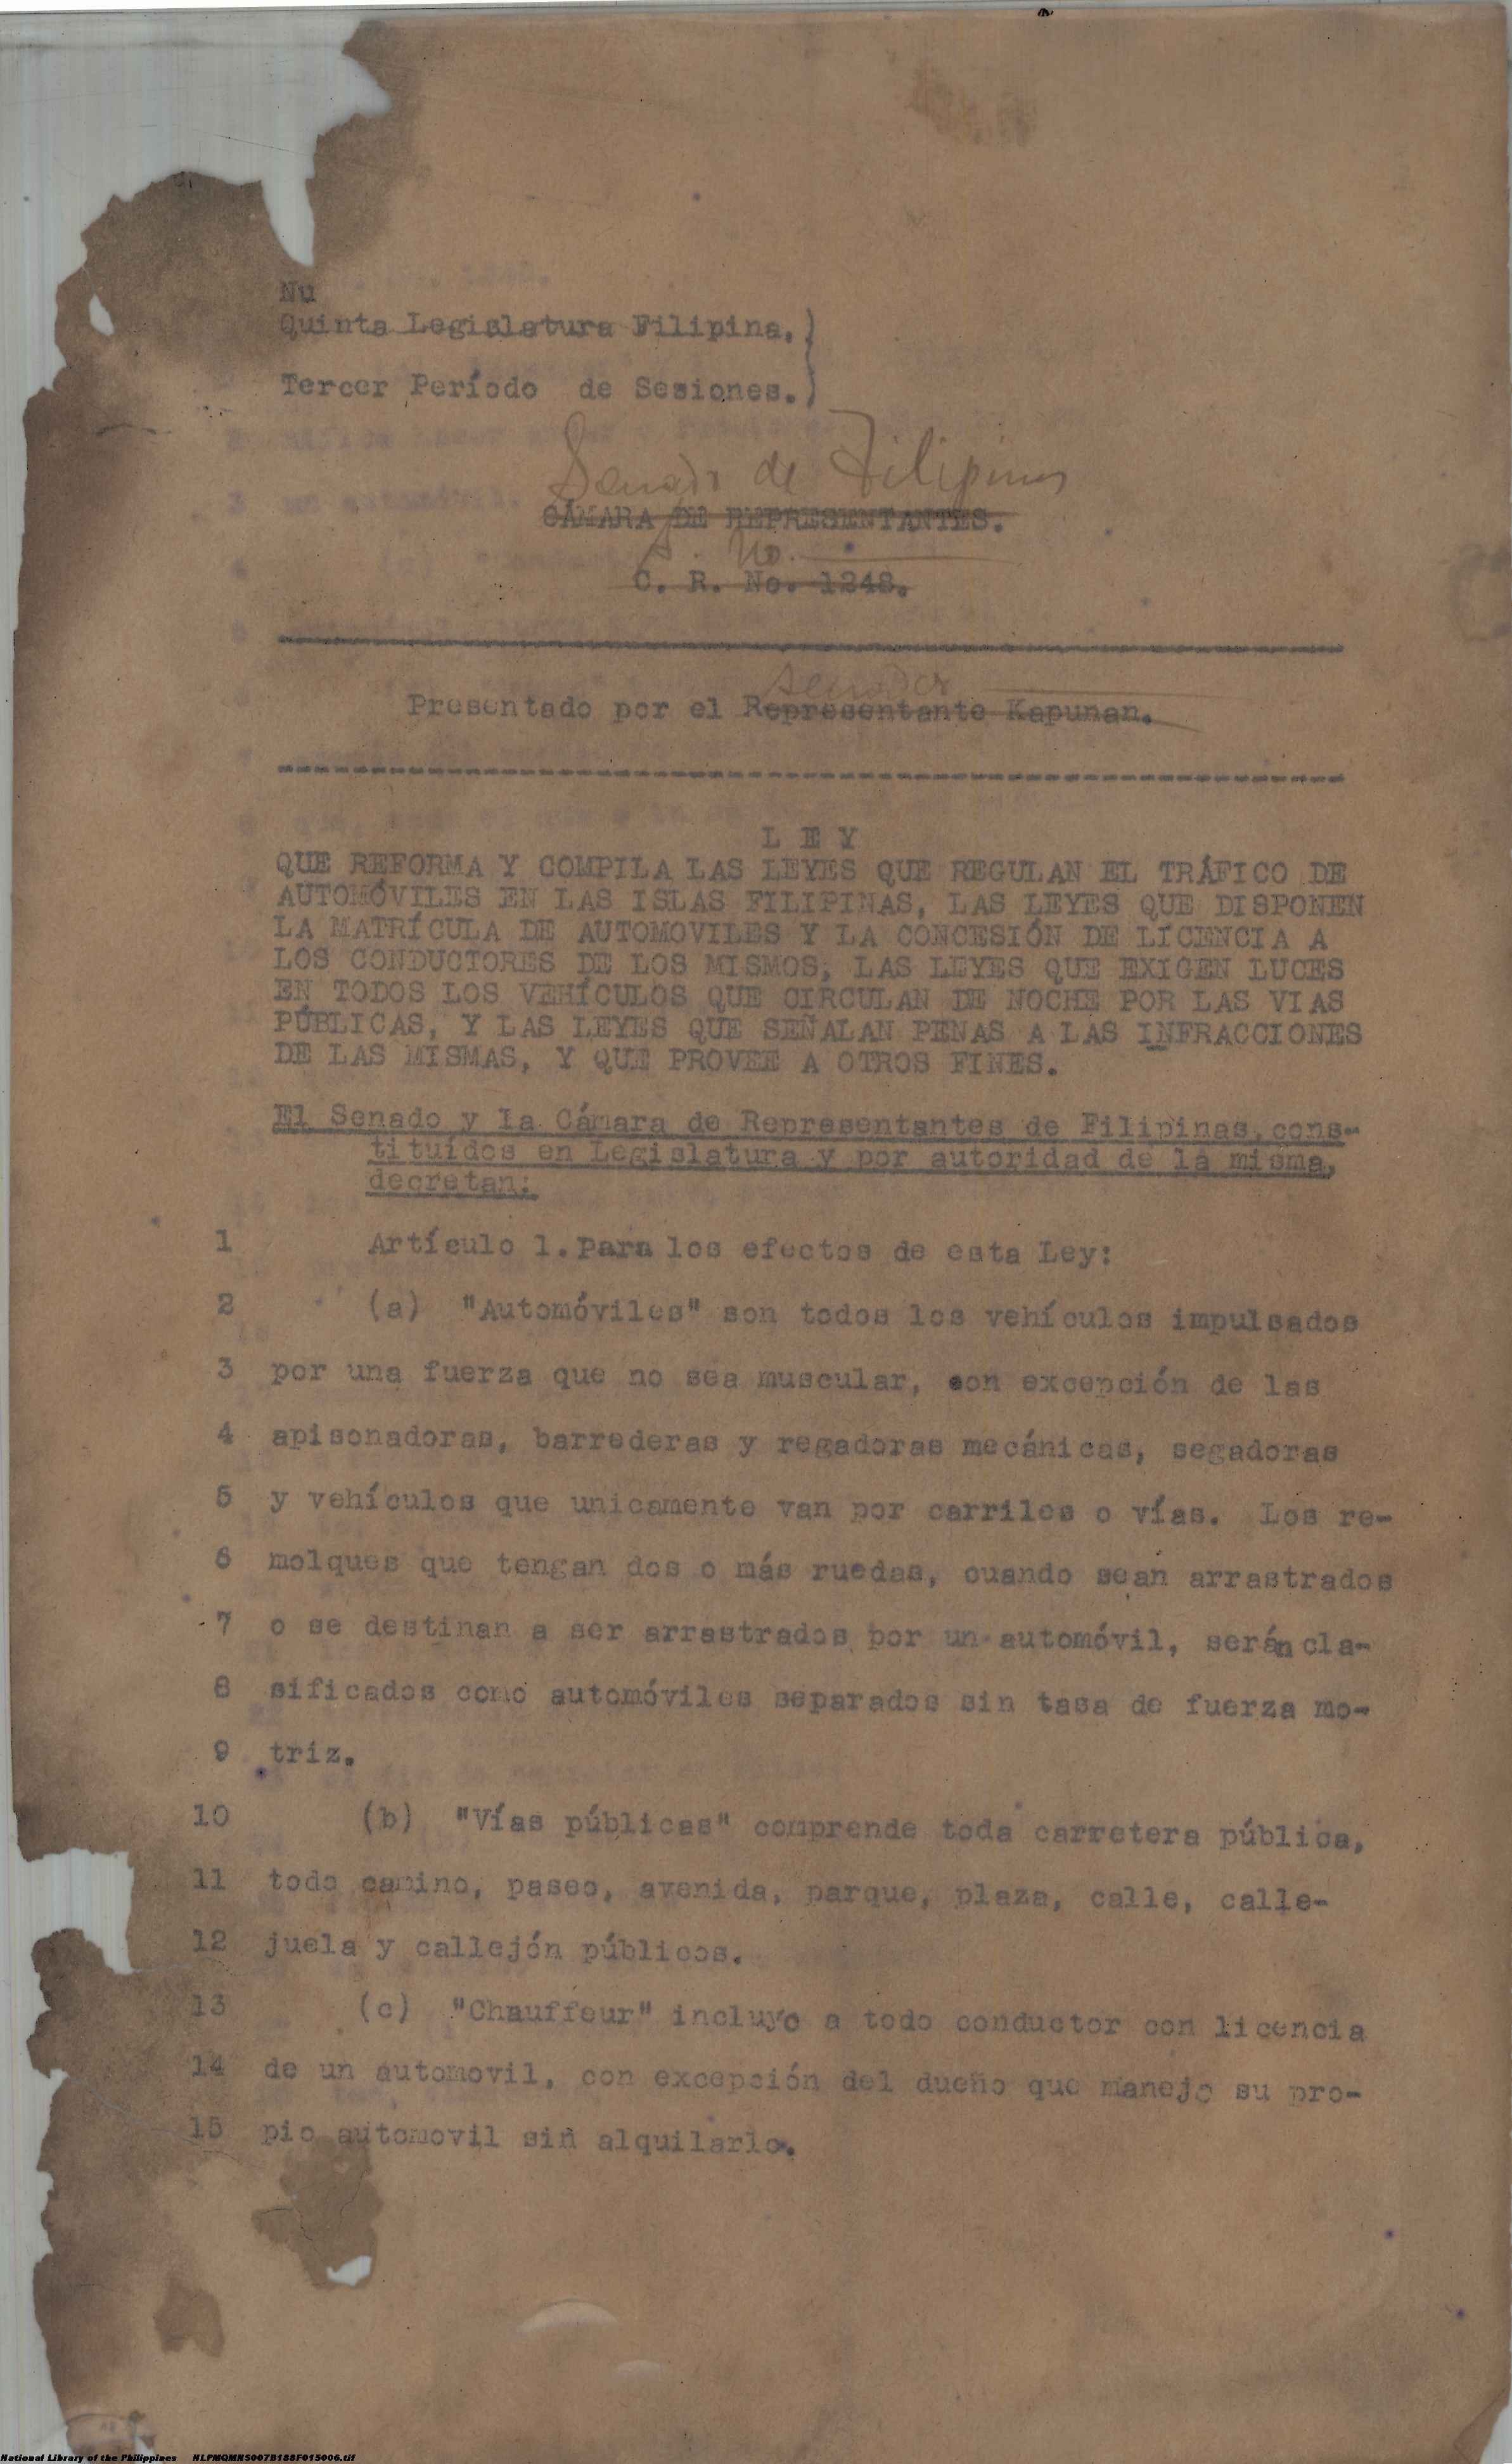 Nu
Quinta Legislatura Filipina.)
Tercer Período de Sesiones.)
Senado de Filipinas
CÁMARA DE REPRESENTANTES.
S. No.
C. R. No. 1248.
Senador
Presentado por el Representante Kapunan.
L E Y
QUE REFORMA Y COMPILA LAS LEYES QUE REGULAN EL TRÁFICO DE
AUTOMÓVILES EN LAS ISLAS FILIPINAS, LAS LEYES QUE DISPONEN
LA MATRÍCULA DE AUTOMOVILES Y LA CONCESIÓN DE LICENCIA A
LOS CONDUCTORES DE LOS MISMOS, LAS LEYES QUE EXIGEN LUCES
EN TODOS LOS VEHÍCULOS QUE CIRCULAN DE NOCHE POR LAS VIAS
PÚBLICAS, Y LAS LEYES QUE SEÑALAN PENAS A LAS INFRACCIONES
DE LAS MISMAS, Y QUE PROVEE A OTROS FINES.
El Senado y la Cámara de Representantes de Filipinas, cons-
tituídos en Legislatura y por autoridad de la misma,
decretan:
1 Artículo 1. Para los efectos de esta Ley:
2 (a) "Automóviles" son todos los vehículos impulsados
3 por una fuerza que no sea muscular, con excepción de las
4 apisonadoras, barrederas y regadoras mecánicas, segadoras
5 y vehículos que unicamente van por carriles o vías. Los re-
6 molques que tengan dos o más ruedas, cuando sean arrastrados
7 o se destinan a ser arrastrados por un automóvil, serán cla-
8 sificados como automóviles separados sin tasa de fuerza mo-
9 triz.
10 (b) "Vías públicas" comprende toda carretera pública,
11 todo camino, paseo, avenida, parque, plaza, calle, calle-
12 juela y callejón públicos.
13 (c) "Chauffeur" incluye a todo conductor con licencia
14 de un automovil, con excepción del dueño que maneje su pro-
15 pio automovil sin alquilarlo.
National Library of the Philippines NLPMQMNS007B188F015006.tif